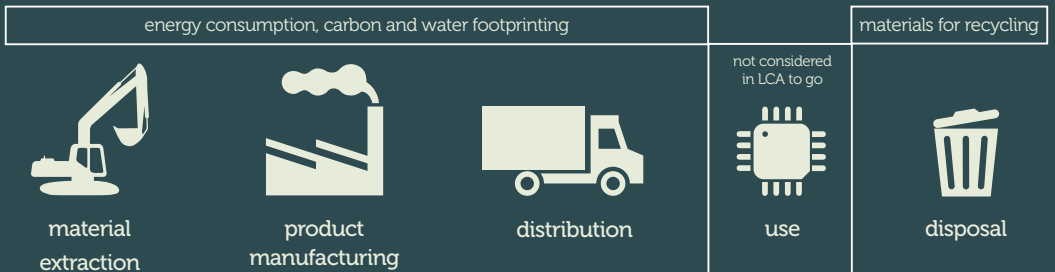 energy consumption, carbon and water footprinting
materials for recycling
not considered
in LCA to go
material
extraction
product
manufacturing
distribution
use
disposal